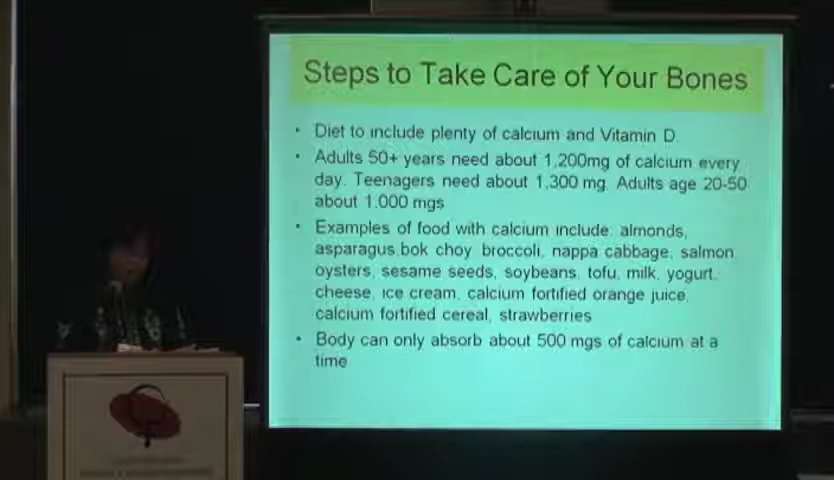 Steps to Take Care of Your Bones
• Diet to include plenty of calcium and Vitamin D
• Adults 50+ years need about 1,200mg of calcium every
day. Teenagers need about 1,300 mg. Adults age 20-50
about 1,000 mgs
• Examples of food with calcium include: almonds,
asparagus,bok choy, broccoli, nappa cabbage, salmon
oysters, sesame seeds, soybeans, tofu, milk, yogurt,
cheese, ice cream, calcium fortified orange juice,
calcium fortified cereal, strawberries
• Body can only absorb about 500 mgs of calcium at a
time